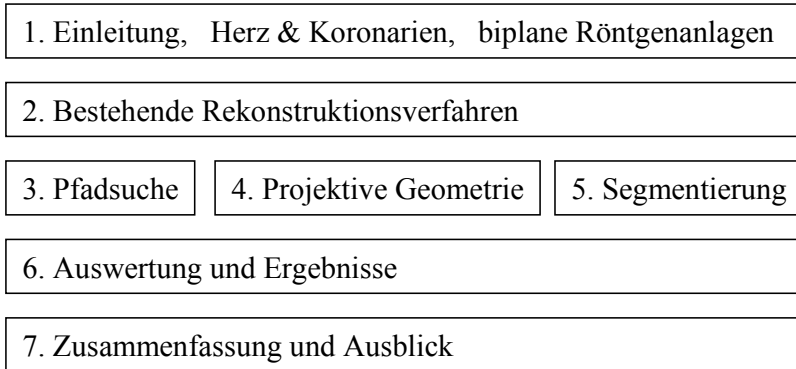 1. Einleitung, Herz & Koronarien, biplane Röntgenanlagen
2. Bestehende Rekonstruktionsverfahren
3. Pfadsuche 4. Projektive Geometrie 5. Segmentierung
6. Auswertung und Ergebnisse
7. Zusammenfassung und Ausblick